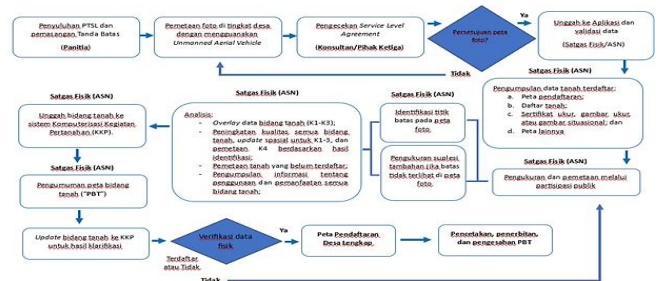 Penyuluhan PTSL dan
pemasangan Tanda Batas
(Panitia)
Pemetaan foto di tingkat desa
dengan mengguanakan
Unmanned Aerial Vehicle
Pengecekan Service Level
Agreement
(Konsultan/Pihak Ketiga)
Persetujuan peta
foto?
Ya
Tidak
Unggah ke Aplikasi dan
validasi data
(Satgas Fisik/ASN)
Satgas Fisik (ASN)
Pengumpulan data tanah terdaftar:
a. Peta pendaftaran;
b. Daftar tanah;
c. Sertifikat ukur, gambar ukur,
atau gambar situasional; dan
d. Peta lainnya
Satgas Fisik (ASN)
Pengukuran dan pemetaan melalui
partisipasi publik
Satgas Fisik (ASN)
Identifikasi titik
batas pada peta
foto.
Pengukuran suplesi
tambahan jika batas
tidak terlihat di peta
foto.
Satgas Fisik (ASN)
Analisis:
- Overlay data bidang tanah (K1-K3);
- Peningkatan kualitas semua bidang
tanah, update spasial untuk K1-3, dan
pemetaan K4 berdasarkan hasil
identifikasi;
- Pemetaan tanah yang belum terdaftar;
- Pengumpulan informasi tentang
penggunaan dan pemanfaatan semua
bidang tanah;
Satgas Fisik (ASN)
Unggah bidang tanah ke
sistem Komputerisasi Kegiatan
Pertanahan (KKP).
Satgas Fisik (ASN)
Pengumuman peta bidang
tanah ("PBT")
Update bidang tanah ke KKP
untuk hasil klarifikasi
Verifikasi data
fisik
Terdaftar
atau Tidak
Ya
Tidak
Peta Pendaftaran
Desa Lengkap
Pencetakan, penerbitan,
dan pengesahan PBT